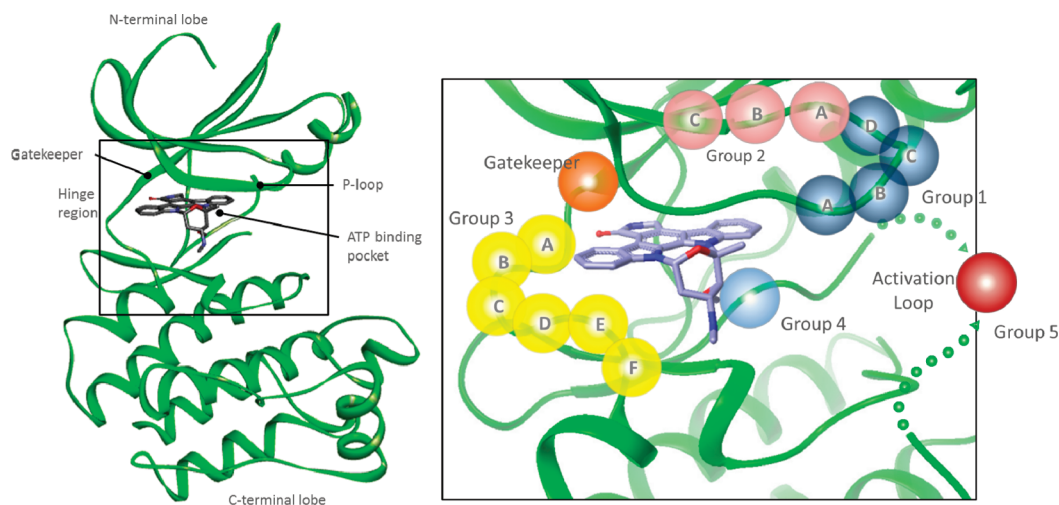 N-terminal lobe
Gatekeeper
Hinge
region
P-loop
ATP binding
pocket
C-terminal lobe
C
B
A
D
C
B
A
Group 2
Group 1
Gatekeeper
Group 3
A
B
C
D
E
F
Group 4
Activation
Loop
Group 5